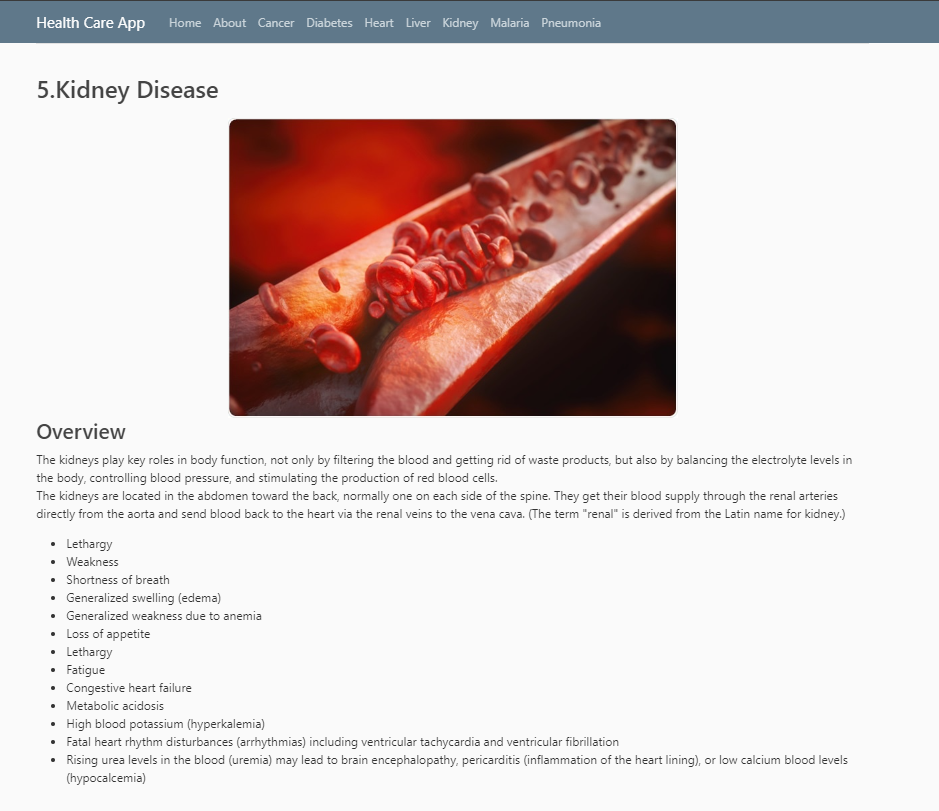 Health Care App Home About Cancer Diabetes Heart Liver Kidney Malaria Pneumonia
5.Kidney Disease
Overview
The kidneys play key roles in body function, not only by filtering the blood and getting rid of waste products, but also by balancing the electrolyte levels in
the body, controlling blood pressure, and stimulating the production of red blood cells.
The kidneys are located in the abdomen toward the back, normally one on each side of the spine. They get their blood supply through the renal arteries
directly from the aorta and send blood back to the heart via the renal veins to the vena cava. (The term "renal" is derived from the Latin name for kidney.)
• Lethargy
• Weakness
• Shortness of breath
• Generalized swelling (edema)
• Generalized weakness due to anemia
• Loss of appetite
• Lethargy
• Fatigue
• Congestive heart failure
• Metabolic acidosis
• High blood potassium (hyperkalemia)
• Fatal heart rhythm disturbances (arrhythmias) including ventricular tachycardia and ventricular fibrillation
• Rising urea levels in the blood (uremia) may lead to brain encephalopathy, pericarditis (inflammation of the heart lining), or low calcium blood levels
(hypocalcemia)